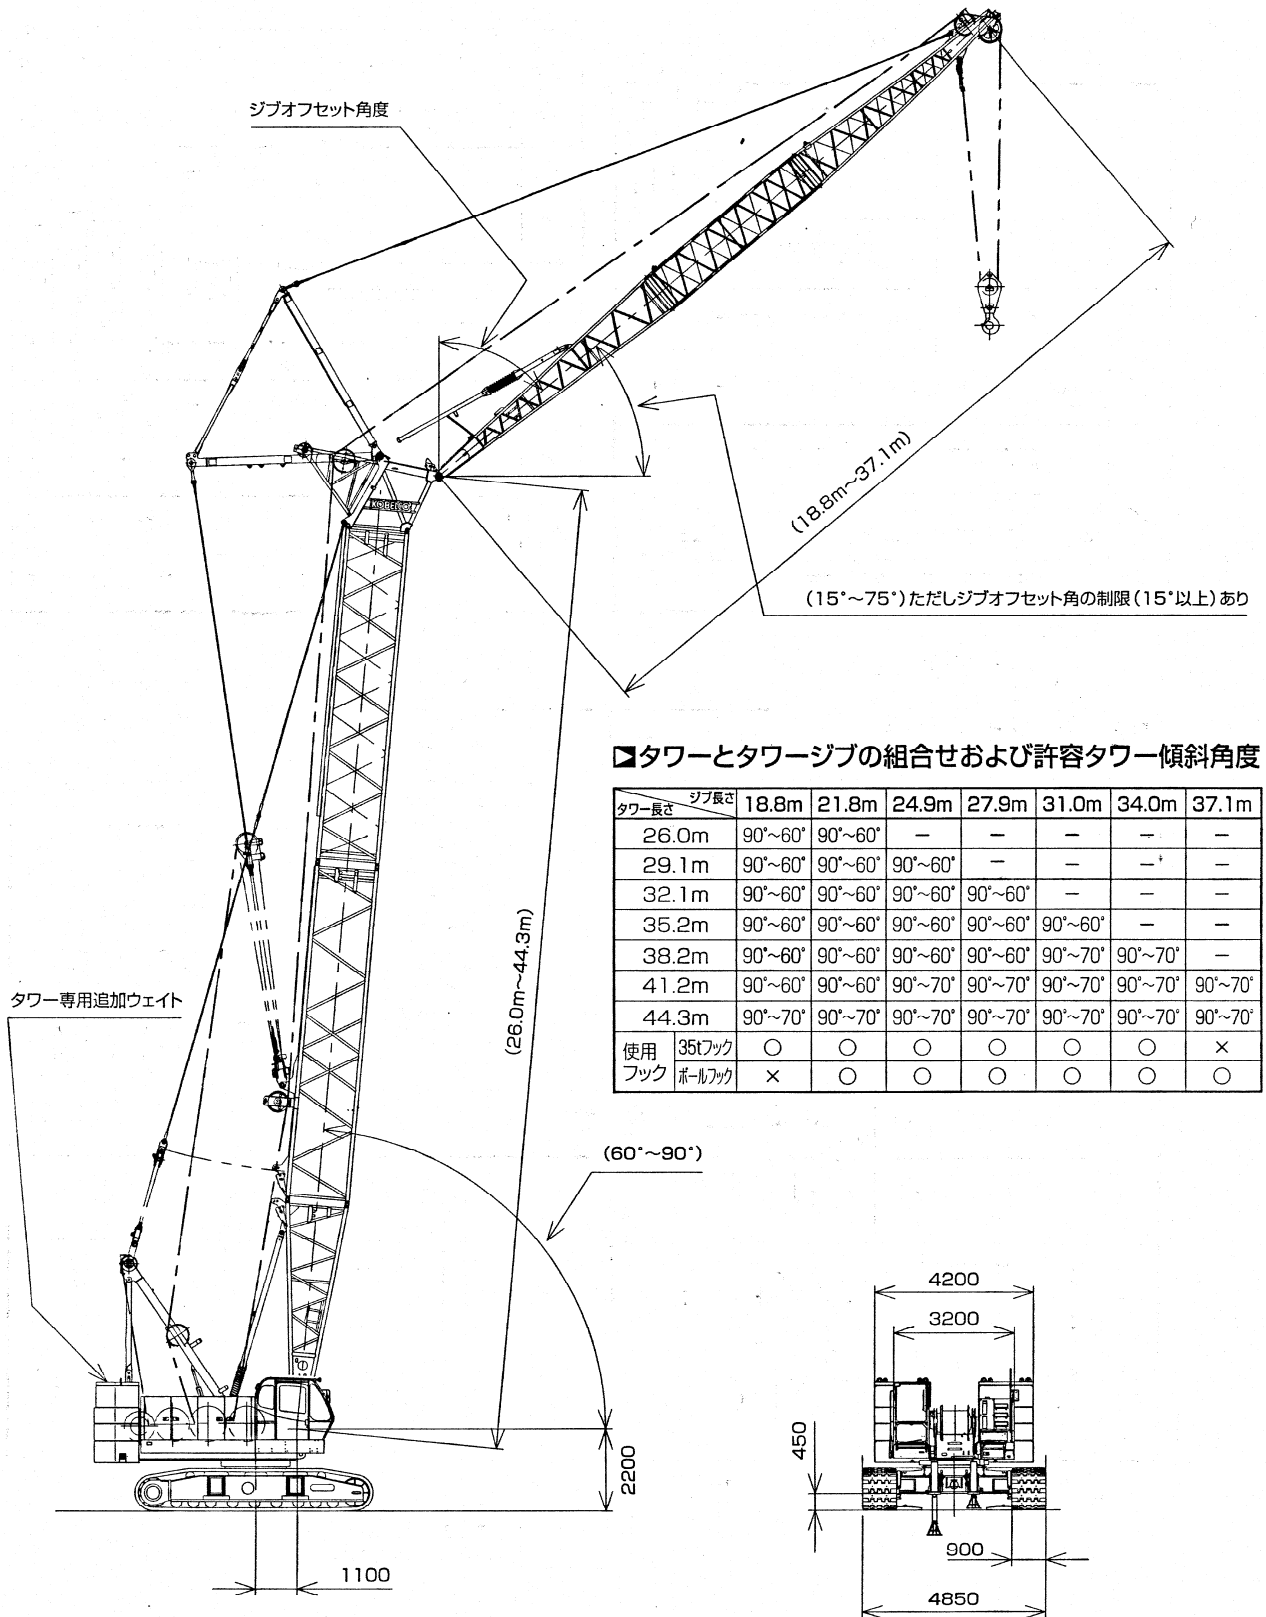 ジブオフセット角度
KOBELCO
(18.8m～37.1m)
(15°～75°)ただしジブオフセット角の制限(15°以上)あり
タワーとタワージブの組合せおよび許容タワー傾斜角度
タワー長さ ジブ長さ 18.8m 21.8m 24.9m 27.9m 31.0m 34.0m 37.1m
26.0m 90°～60° 90°～60° － － － － －
29.1m 90°～60° 90°～60° 90°～60° － － － －
32.1m 90°～60° 90°～60° 90°～60° 90°～60° － － －
35.2m 90°～60° 90°～60° 90°～60° 90°～60° 90°～60° － －
38.2m 90°～60° 90°～60° 90°～60° 90°～60° 90°～70° 90°～70° －
41.2m 90°～60° 90°～60° 90°～70° 90°～70° 90°～70° 90°～70° 90°～70°
44.3m 90°～70° 90°～70° 90°～70° 90°～70° 90°～70° 90°～70° 90°～70°
使用フック 35tフック ○ ○ ○ ○ ○ ○ ×
ボールフック × ○ ○ ○ ○ ○ ○
タワー専用追加ウェイト
(26.0m～44.3m)
(60°～90°)
2200
1100
4200
3200
450
900
4850